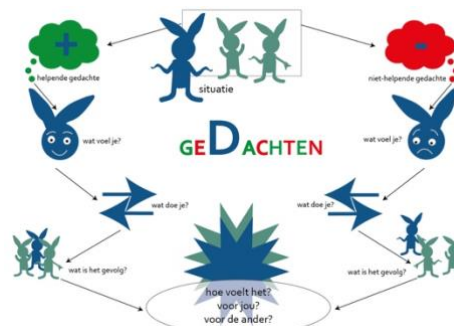 +
-
helpende gedachte
niet-helpende gedachte
situatie
wat voel je?
wat voel je?
GEDACHTEN
wat doe je?
wat doe je?
wat is het gevolg?
wat is het gevolg?
hoe voelt het?
voor jou?
voor de ander?